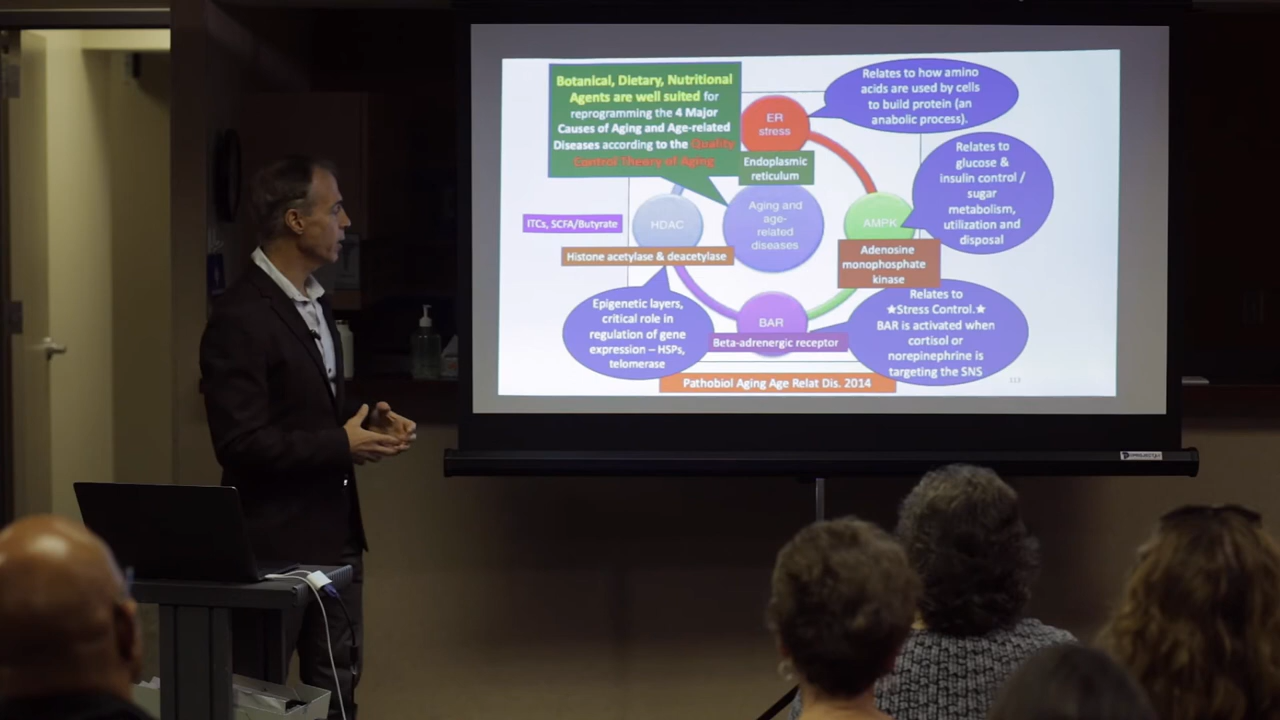 Botanical, Dietary, Nutritional
Agents are well suited for
reprogramming the 4 Major
Causes of Aging and Age-related
Diseases according to the Quality
Control Theory of Aging.
ER
stress
Endoplasmic
reticulum
Relates to how amino
acids are used by cells
to build protein (an
anabolic process).
Relates to
glucose &
insulin control /
sugar
metabolism,
utilization and
disposal
ITCs, SCFA/Butyrate
HDAC
Aging and
age-
related
diseases
AMPK
Histone acetylase & deacetylase
Adenosine
monophosphate
kinase
Epigenetic layers,
critical role in
regulation of gene
expression – HSPs,
telomerase
BAR
Beta-adrenergic receptor
Relates to
★Stress Control.★
BAR is activated when
cortisol or
norepinephrine is
targeting the SNS
Pathobiol Aging Age Relat Dis. 2014
113